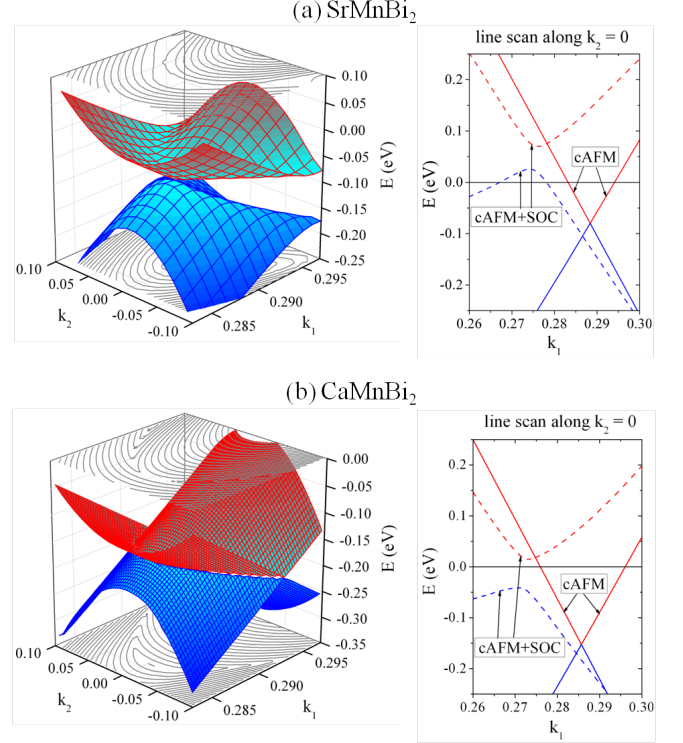 (a) SrMnBi2
line scan along k2 = 0
0.10
0.05
0.00
-0.05
-0.10
-0.15
-0.20
-0.25
E (eV)
0.10
0.05
0.00
-0.05
-0.10
k2
0.285
0.290
0.295
k1
0.2
0.1
0.0
-0.1
-0.2
E (eV)
cAFM
cAFM+SOC
0.26 0.27 0.28 0.29 0.30
k1
(b) CaMnBi2
line scan along k2 = 0
0.00
-0.05
-0.10
-0.15
-0.20
-0.25
-0.30
-0.35
E (eV)
0.10
0.05
0.00
-0.05
-0.10
k2
0.285
0.290
0.295
k1
0.2
0.1
0.0
-0.1
-0.2
E (eV)
cAFM
cAFM+SOC
0.26 0.27 0.28 0.29 0.30
k1